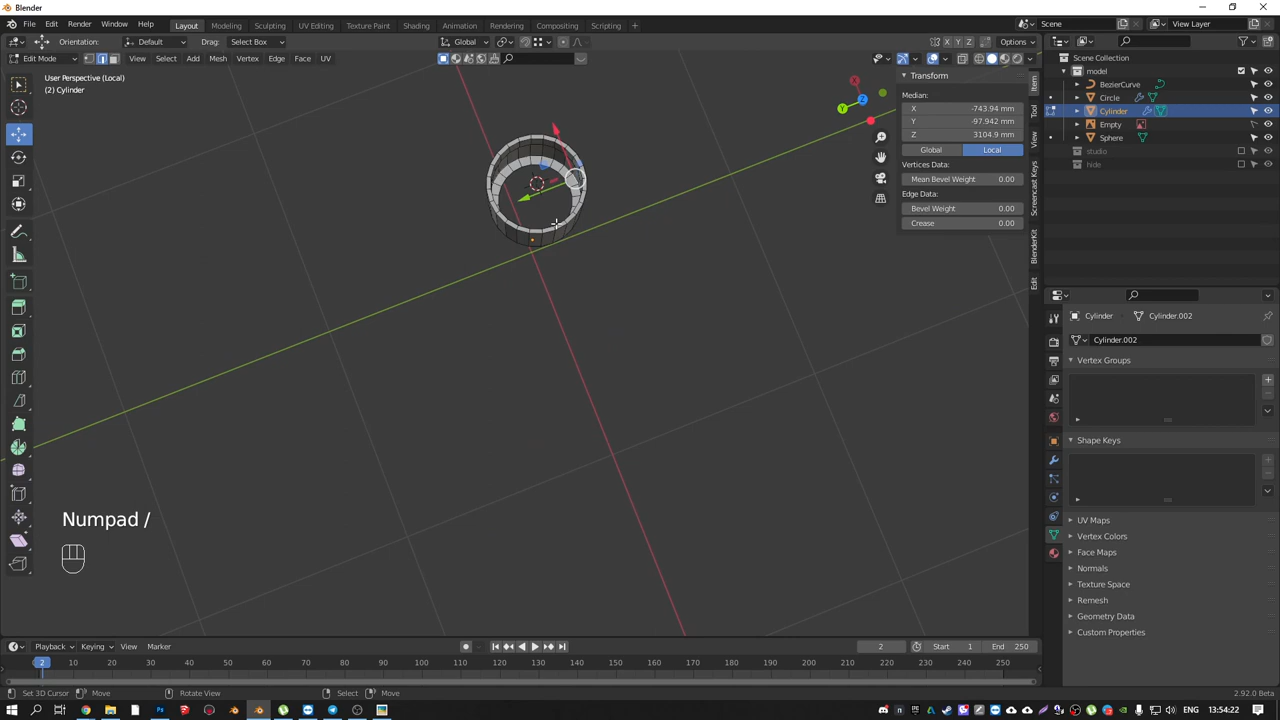 Blender
File Edit Render Window Help Layout Modeling Sculpting UV Editing Texture Paint Shading Animation Rendering Compositing Scripting + Scene View Layer
Orientation: Default Drag: Select Box Global X Y Z Options
Edit Mode View Select Add Mesh Vertex Edge Face UV
User Perspective (Local)
(2) Cylinder
X
Y
Z
Transform
Median:
X -743.94 mm
Y -97.942 mm
Z 3104.9 mm
Global Local
Vertices Data:
Mean Bevel Weight 0.00
Edge Data:
Bevel Weight 0.00
Crease 0.00
Item
Tool
View
Screencast Keys
BlenderKit
Edit
Scene Collection
model
BezierCurve
Circle
Cylinder
Empty
Sphere
studio
hide
Cylinder Cylinder.002
Cylinder.002
Vertex Groups
Shape Keys
UV Maps
Vertex Colors
Face Maps
Normals
Texture Space
Remesh
Geometry Data
Custom Properties
Numpad /
Playback Keying View Marker 2 Start 1 End 250
2 10 20 30 40 50 60 70 80 90 100 110 120 130 140 150 160 170 180 190 200 210 220 230 240 250
Set 3D Cursor Move Rotate View Select Move 2.92.0 Beta
ENG 13:54:22